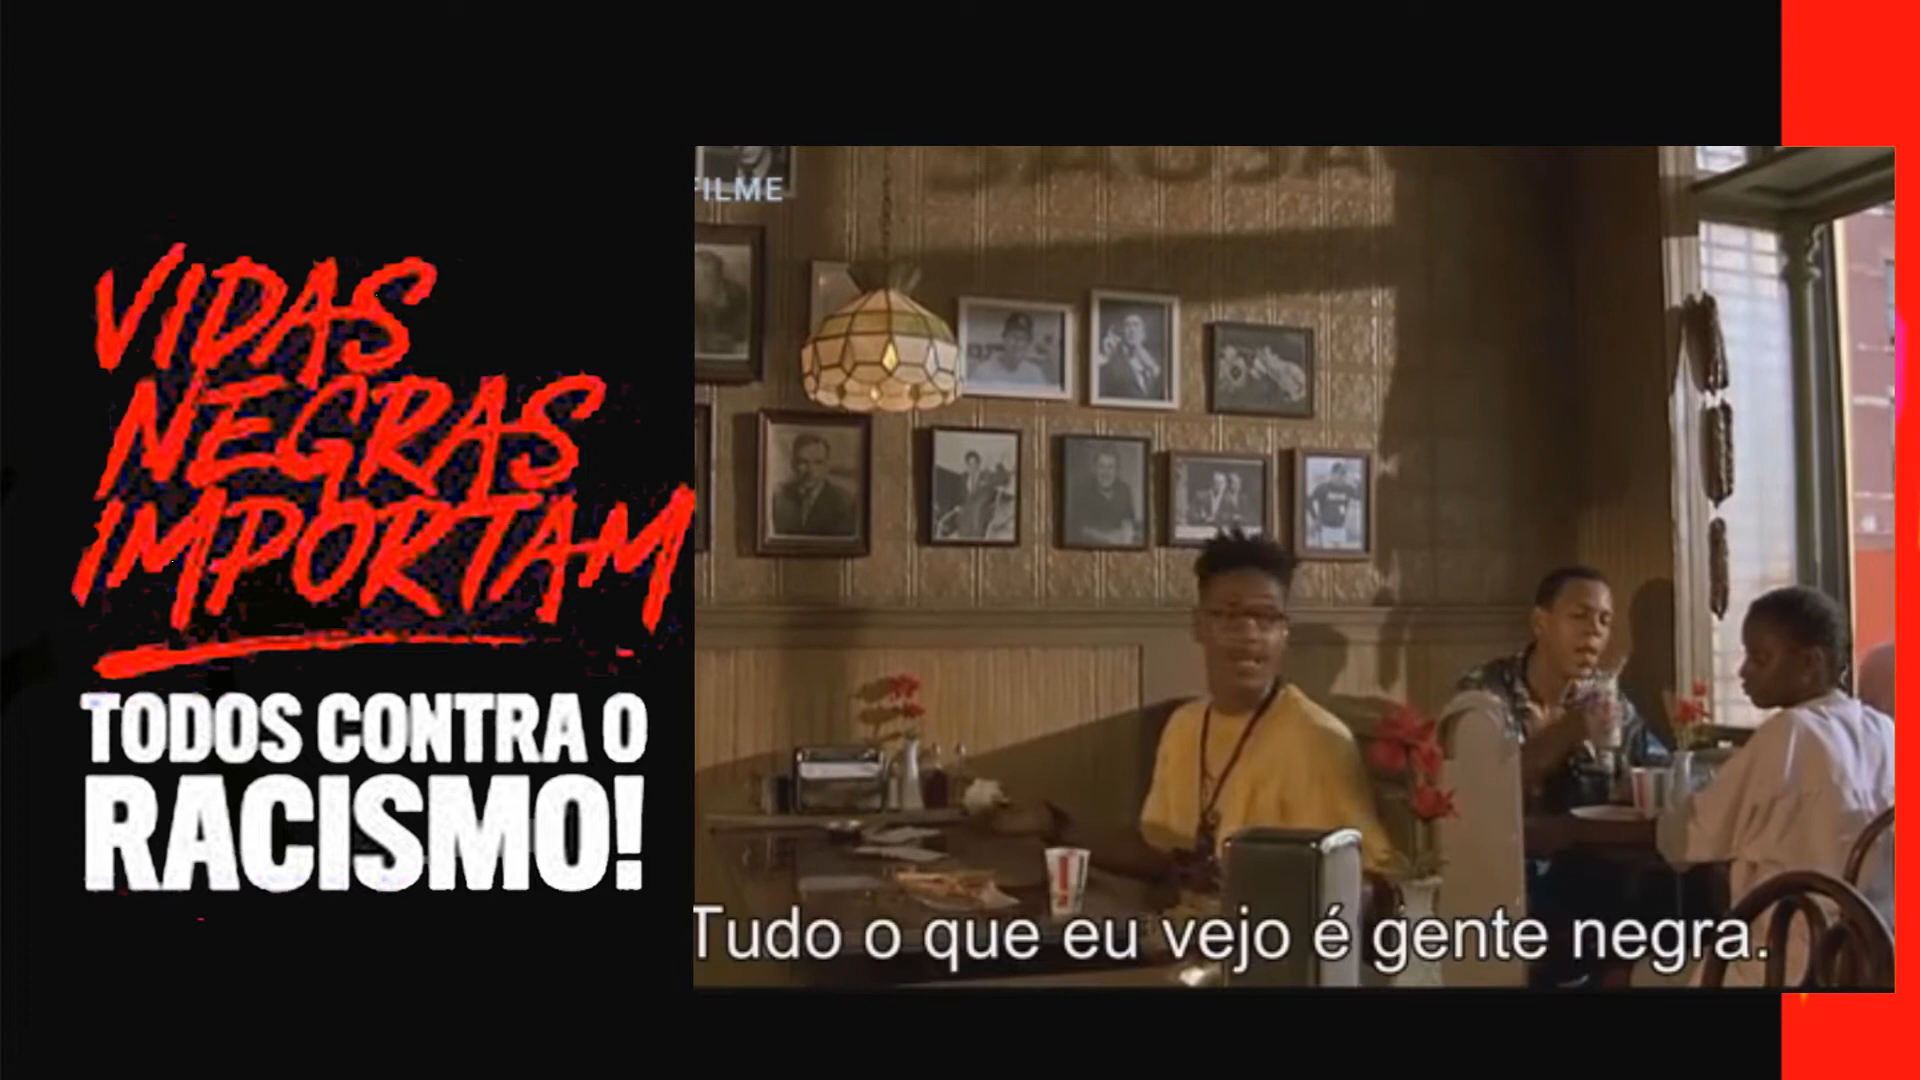 VIDAS
NEGRAS
IMPORTAM
TODOS CONTRA O
RACISMO!
FILME
Tudo o que eu vejo é gente negra.